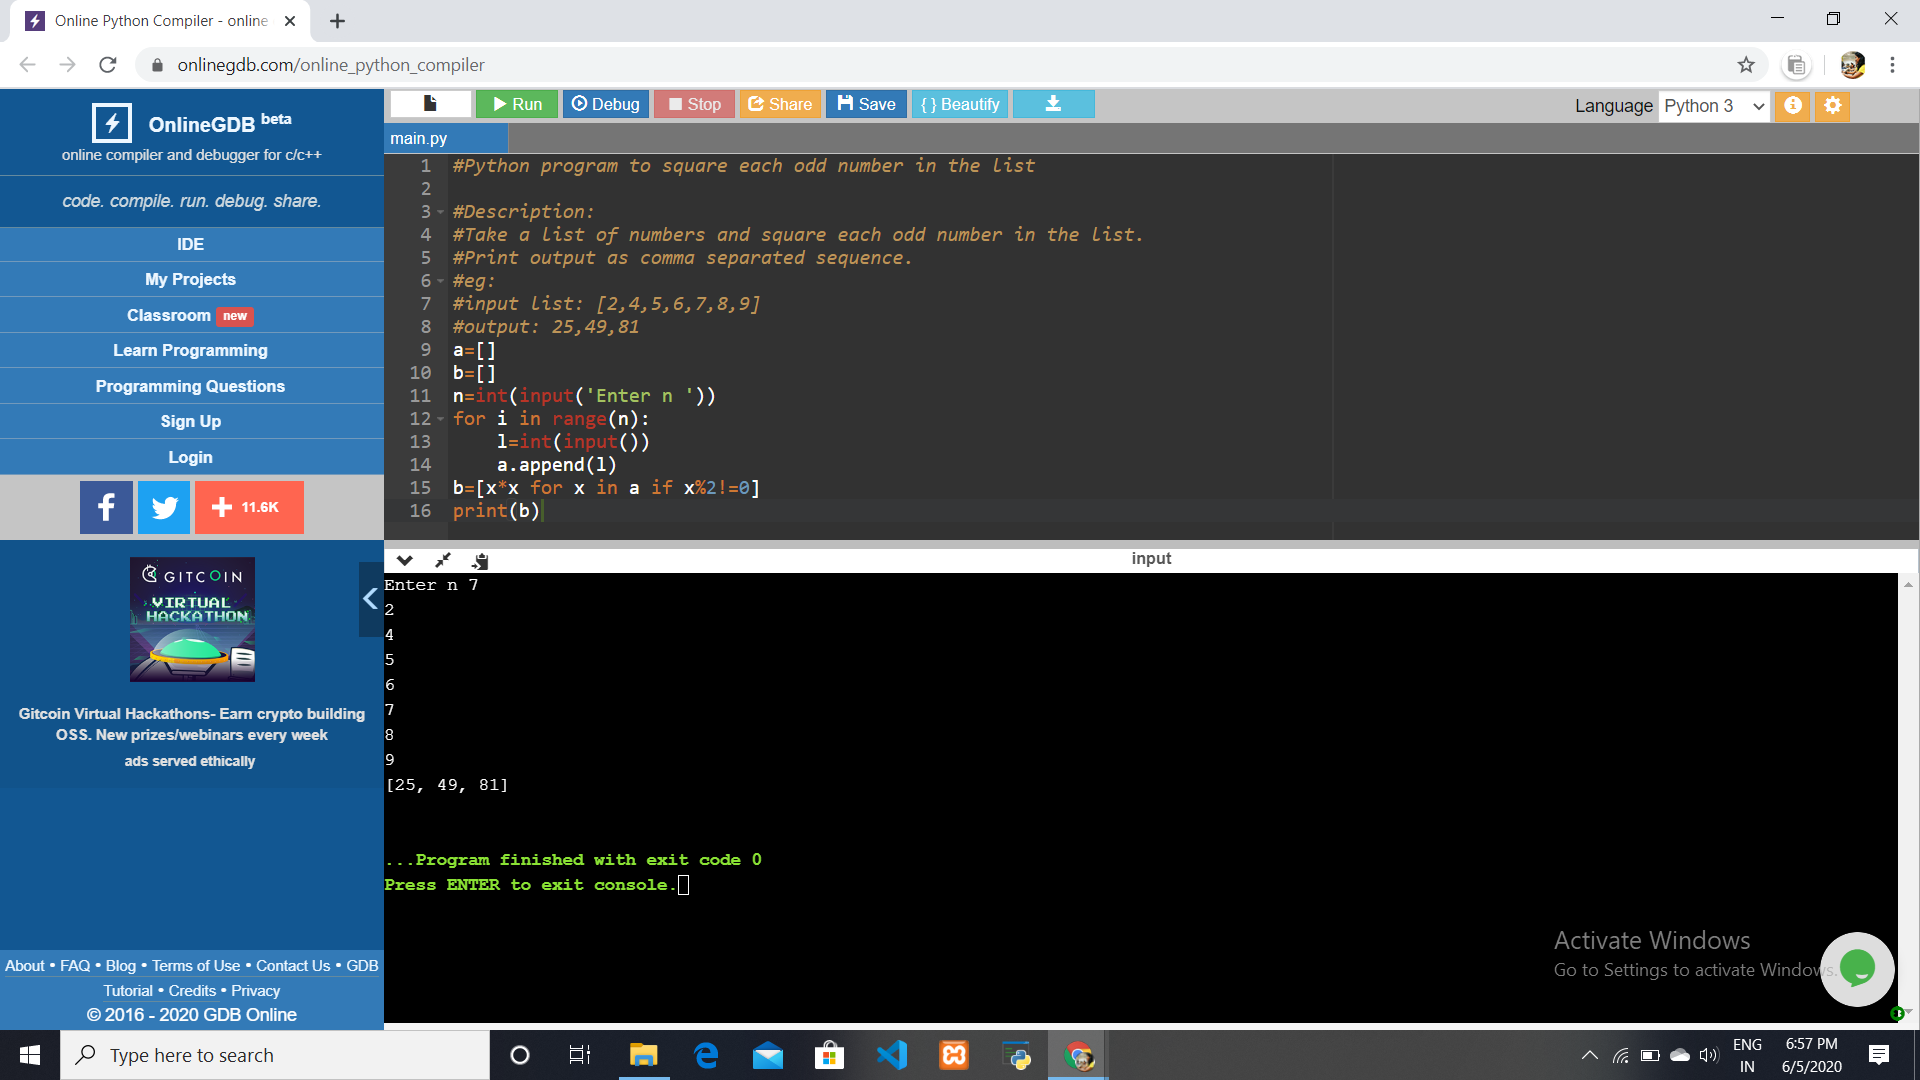 Online Python Compiler - online
onlinegdb.com/online_python_compiler
OnlineGDB beta
online compiler and debugger for c/c++
code. compile. run. debug. share.
IDE
My Projects
Classroom new
Learn Programming
Programming Questions
Sign Up
Login
11.6K
GITCOIN
VIRTUAL
HACKATHON
Gitcoin Virtual Hackathons- Earn crypto building
OSS. New prizes/webinars every week
ads served ethically
About • FAQ • Blog • Terms of Use • Contact Us • GDB
Tutorial • Credits • Privacy
© 2016 - 2020 GDB Online
Run Debug Stop Share Save { } Beautify
Language Python 3
main.py
1 #Python program to square each odd number in the list
2
3 #Description:
4 #Take a list of numbers and square each odd number in the list.
5 #Print output as comma separated sequence.
6 #eg:
7 #input list: [2,4,5,6,7,8,9]
8 #output: 25,49,81
9 a=[]
10 b=[]
11 n=int(input('Enter n '))
12 for i in range(n):
13     l=int(input())
14     a.append(l)
15 b=[x*x for x in a if x%2!=0]
16 print(b)
input
Enter n 7
2
4
5
6
7
8
9
[25, 49, 81]
...Program finished with exit code 0
Press ENTER to exit console.
Activate Windows
Go to Settings to activate Windows.
Type here to search
ENG
IN
6:57 PM
6/5/2020